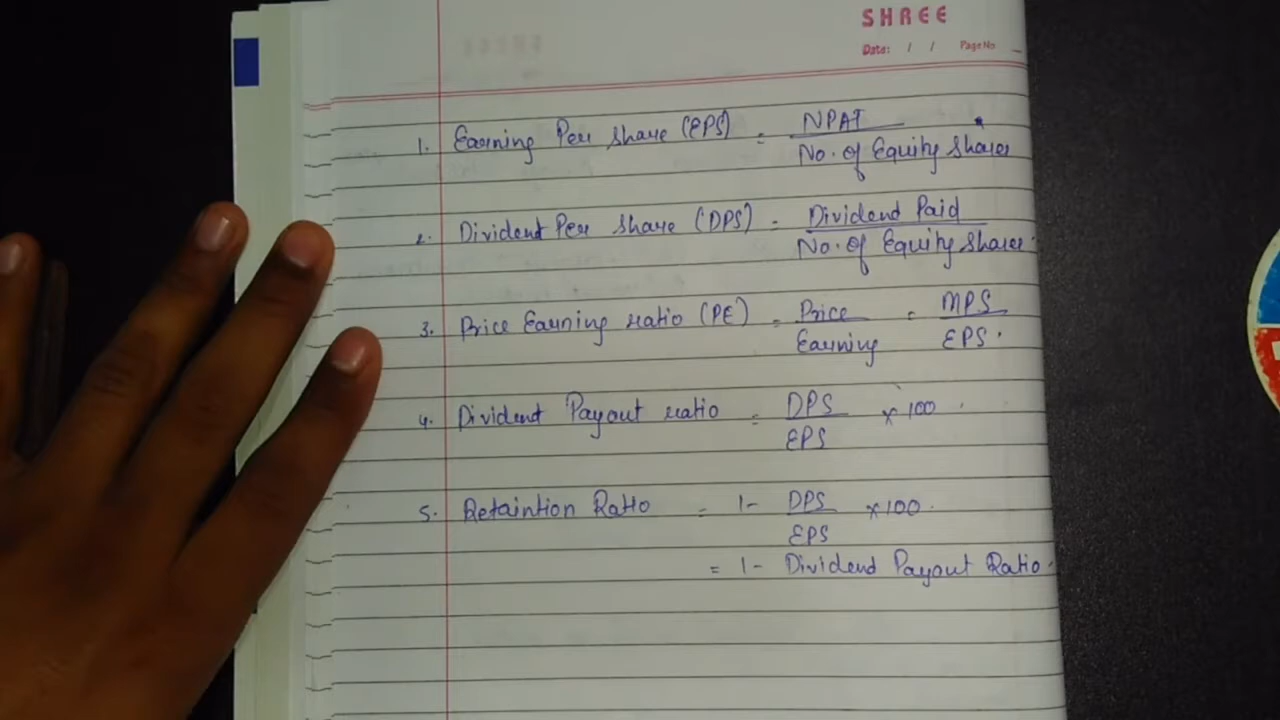 SHREE
Date: / / Page No
1. Earning Per Share (EPS) = NPAT / No. of Equity Shares
2. Divident Per Share (DPS) = Dividend Paid / No. of Equity Shares.
3. Price Earning ratio (PE) = Price / Earning = MPS / EPS.
4. Divident Payout ratio = DPS / EPS × 100.
5. Retaintion Ratio = 1- DPS / EPS ×100.
= 1- Dividend Payout Ratio.